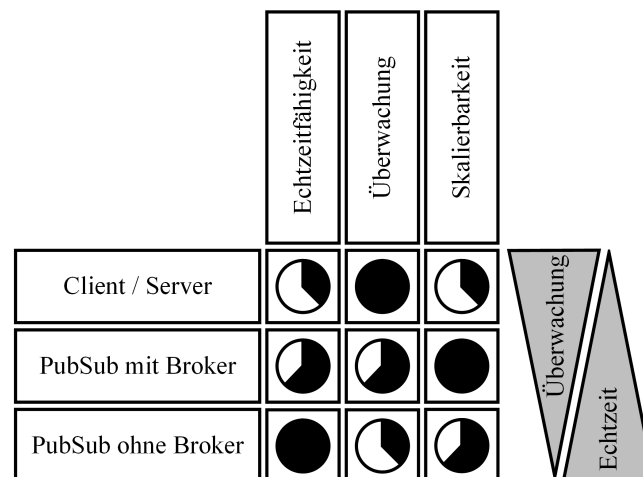 Echtzeitfähigkeit
Überwachung
Skalierbarkeit
Client / Server
PubSub mit Broker
PubSub ohne Broker
Überwachung
Echtzeit